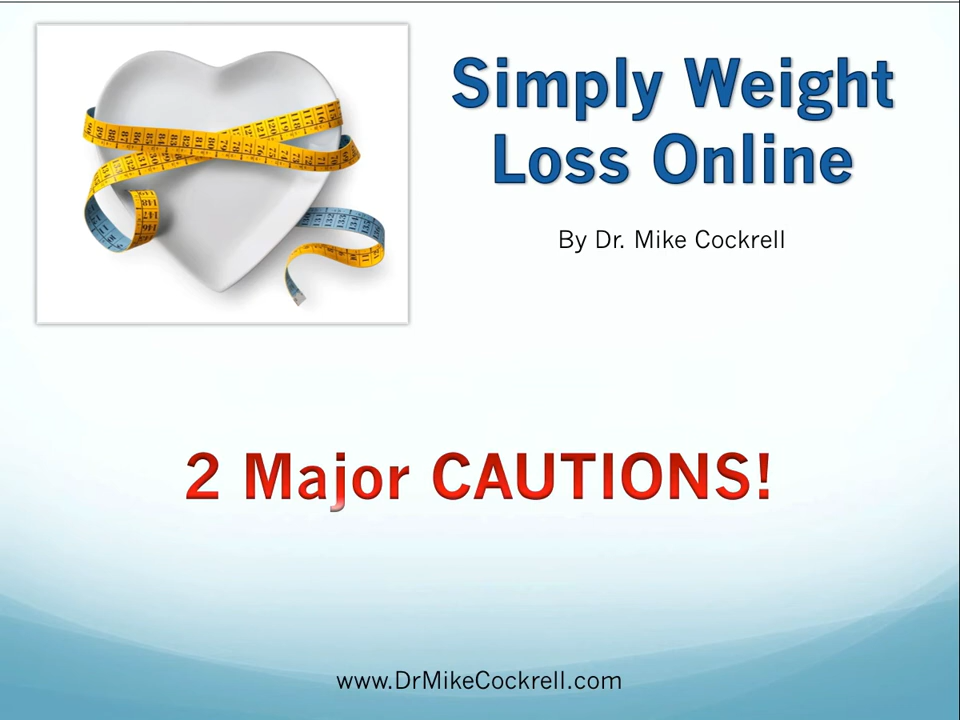 Simply Weight
Loss Online
By Dr. Mike Cockrell
2 Major CAUTIONS!
www.DrMikeCockrell.com